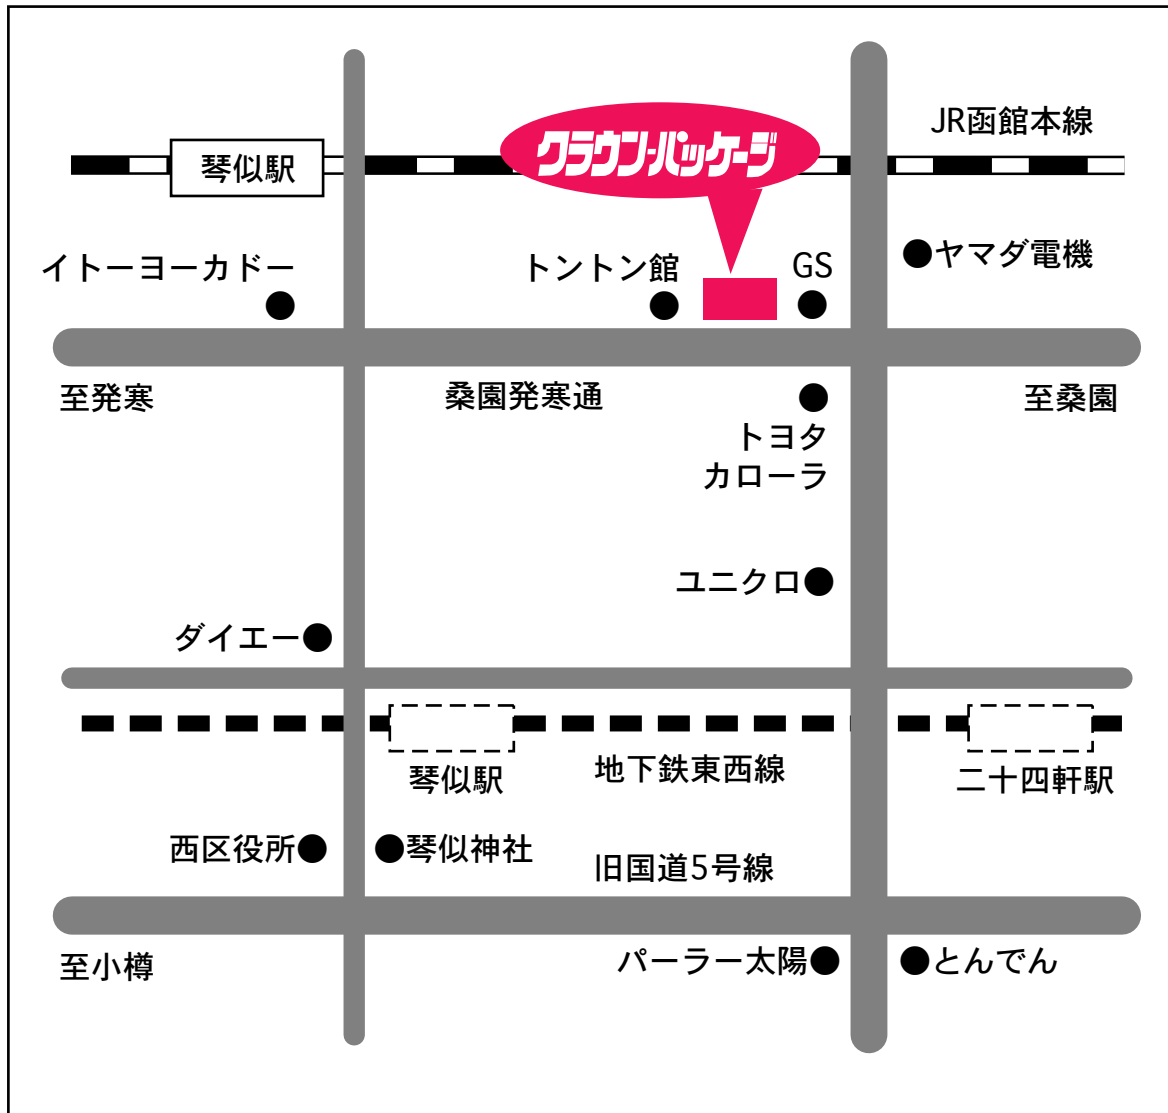 JR函館本線
クラウン・パッケージ
琴似駅
イトーヨーカドー
トントン館
GS
ヤマダ電機
至発寒
桑園発寒通
至桑園
トヨタ
カローラ
ユニクロ
ダイエー
琴似駅
地下鉄東西線
二十四軒駅
西区役所
琴似神社
旧国道5号線
至小樽
パーラー太陽
とんでん